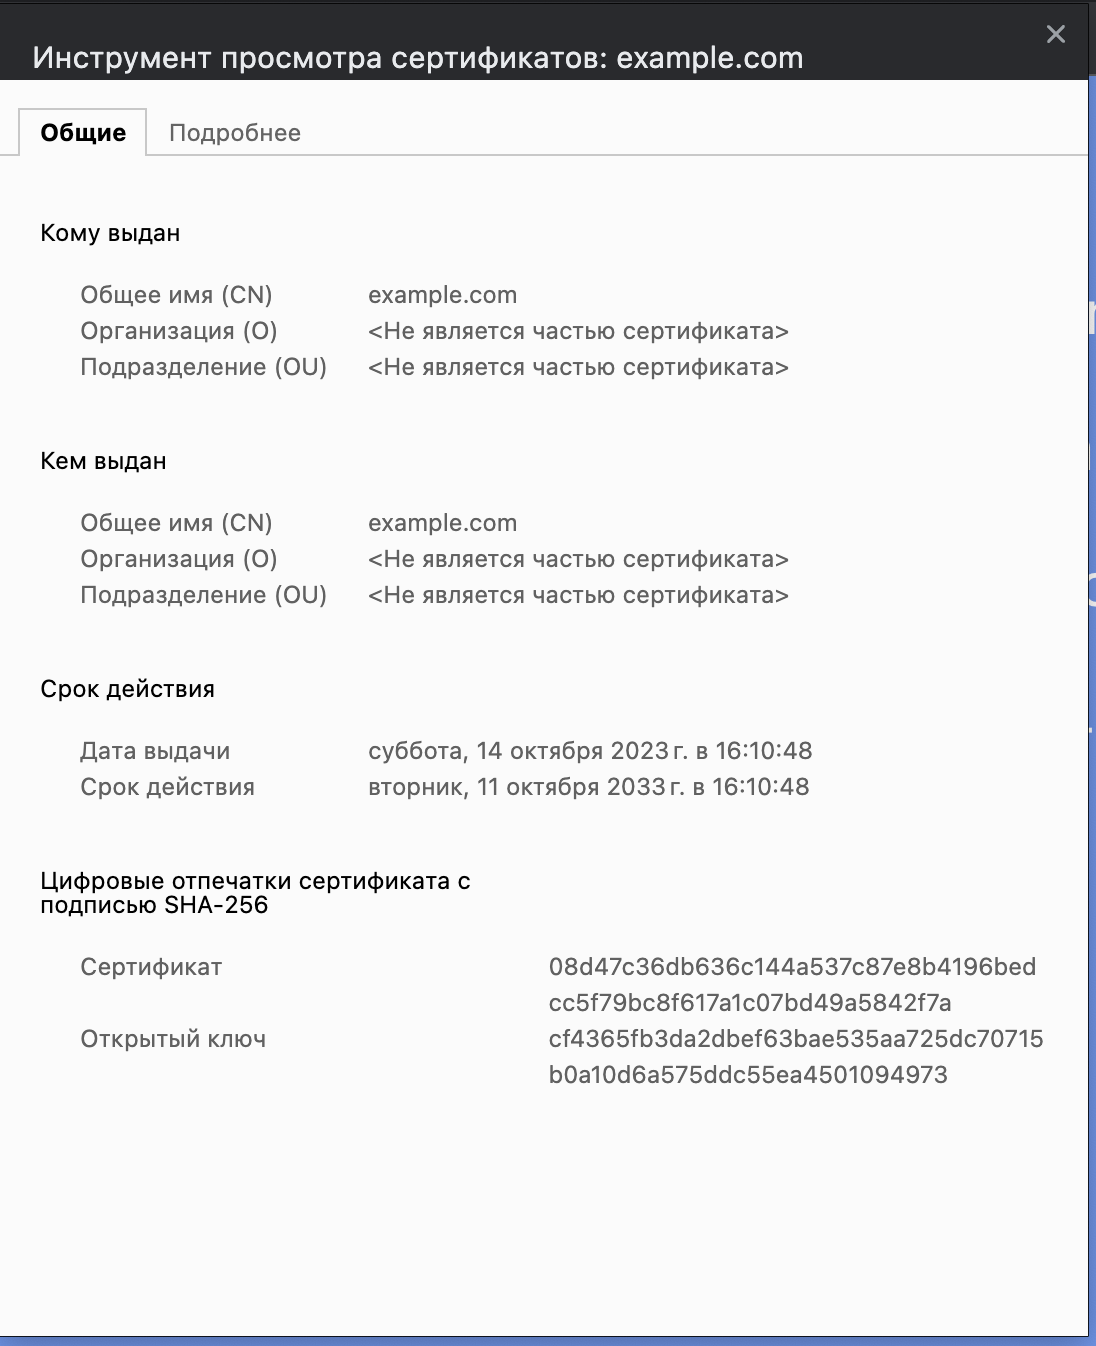 Инструмент просмотра сертификатов: example.com
Общие Подробнее
Кому выдан
Общее имя (CN) example.com
Организация (O) <Не является частью сертификата>
Подразделение (OU) <Не является частью сертификата>
Кем выдан
Общее имя (CN) example.com
Организация (O) <Не является частью сертификата>
Подразделение (OU) <Не является частью сертификата>
Срок действия
Дата выдачи суббота, 14 октября 2023 г. в 16:10:48
Срок действия вторник, 11 октября 2033 г. в 16:10:48
Цифровые отпечатки сертификата с
подписью SHA-256
Сертификат 08d47c36db636c144a537c87e8b4196bed
cc5f79bc8f617a1c07bd49a5842f7a
Открытый ключ cf4365fb3da2dbef63bae535aa725dc70715
b0a10d6a575ddc55ea4501094973